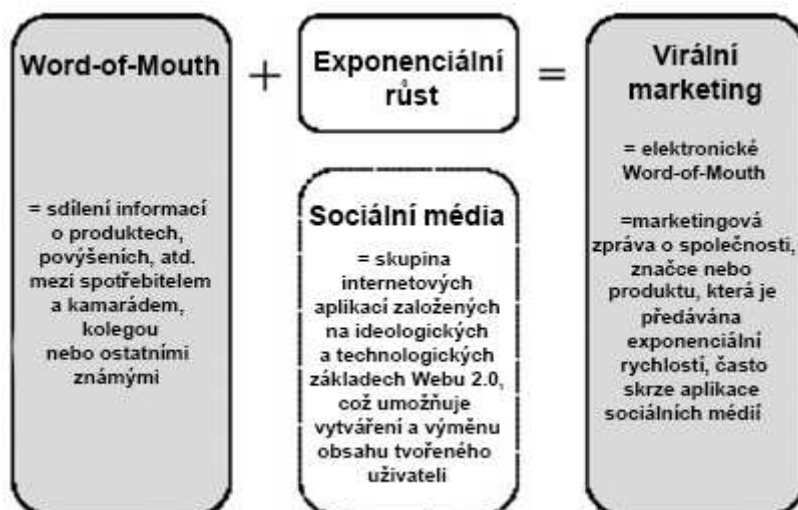 Word-of-Mouth
= sdílení informací
o produktech,
povýšeních, atd.
mezi spotřebitelem
a kamarádem,
kolegou
nebo ostatními
známými
+
Exponenciální
růst
Sociální média
= skupina
internetových
aplikací založených
na ideologických
a technologických
základech Webu 2.0,
což umožňuje
vytváření a výměnu
obsahu tvořeného
uživateli
=
Virální
marketing
= elektronické
Word-of-Mouth
=marketingová
zpráva o společnosti,
značce nebo
produktu, která je
předávána
exponenciální
rychlostí, často
skrze aplikace
sociálních médií